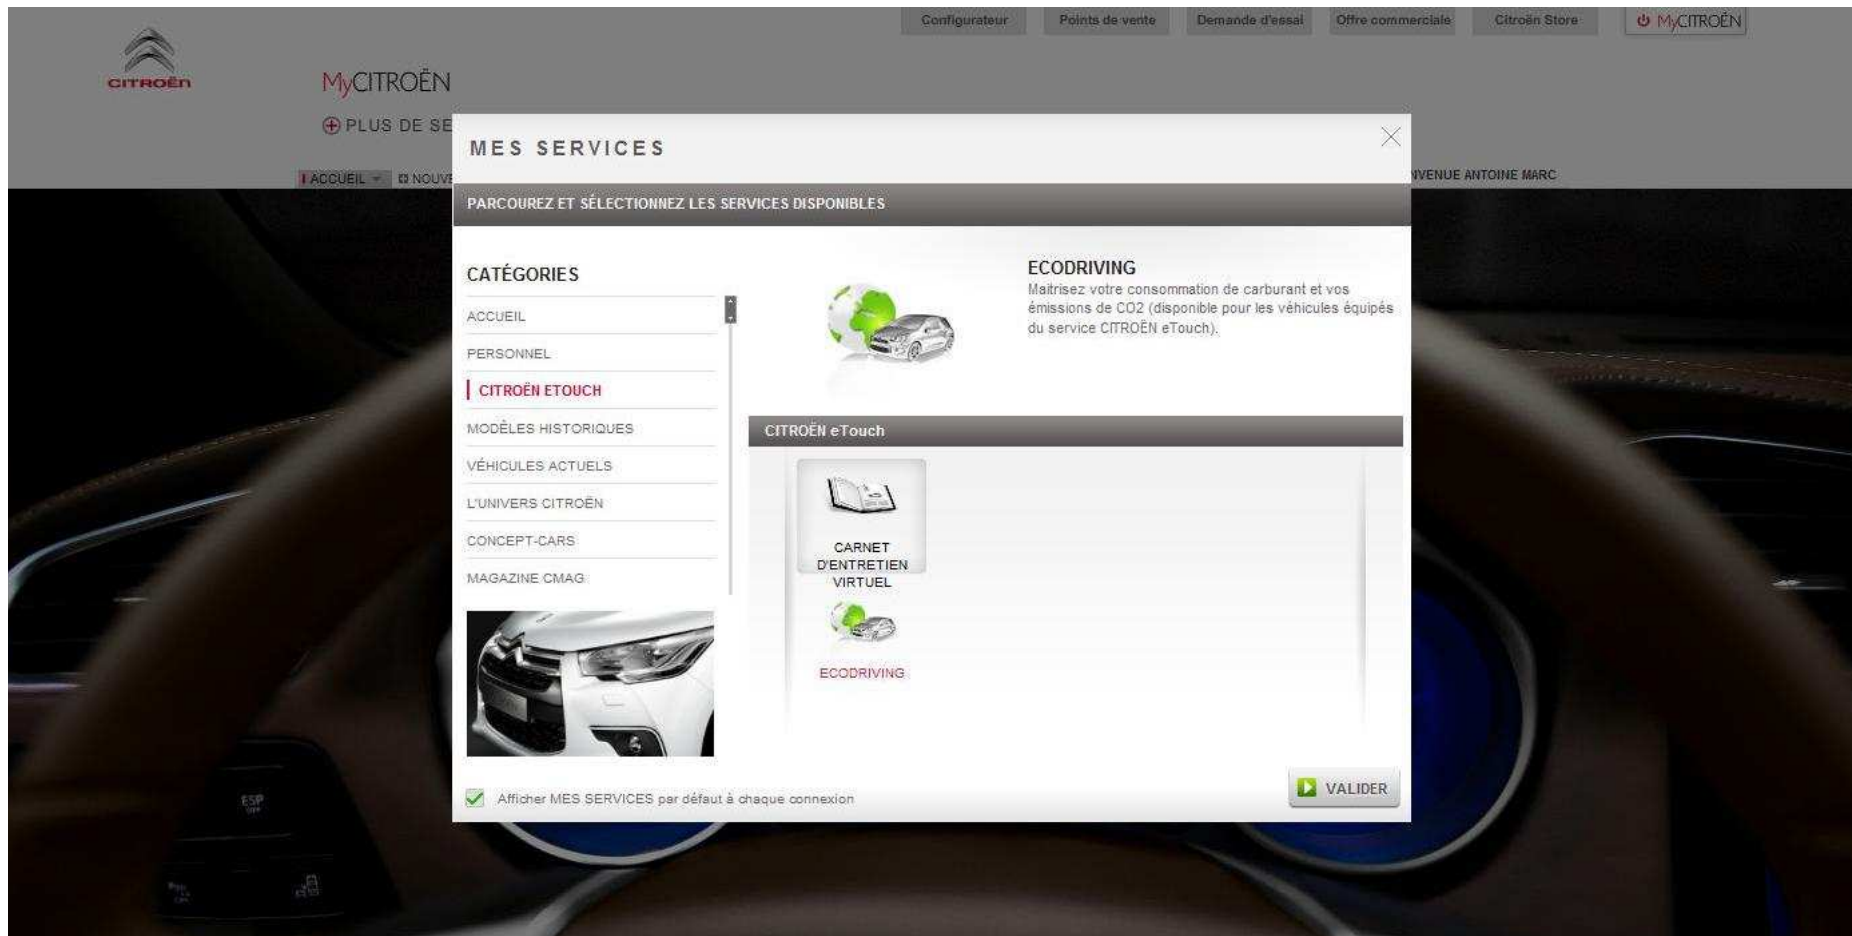 Configurateur
Points de vente
Demande d'essai
Offre commerciale
Citroën Store
MyCITROËN
CITROËN
MyCITROËN
PLUS DE SE
MES SERVICES
ACCUEIL
NOUVE
NVENUE ANTOINE MARC
PARCOUREZ ET SÉLECTIONNEZ LES SERVICES DISPONIBLES
CATÉGORIES
ACCUEIL
PERSONNEL
CITROËN ETOUCH
MODÈLES HISTORIQUES
VÉHICULES ACTUELS
L'UNIVERS CITROËN
CONCEPT-CARS
MAGAZINE CMAG
ECODRIVING
Maitrisez votre consommation de carburant et vos
émissions de CO2 (disponible pour les véhicules équipés
du service CITROËN eTouch).
CITROËN eTouch
CARNET
D'ENTRETIEN
VIRTUEL
ECODRIVING
Afficher MES SERVICES par défaut à chaque connexion
VALIDER
ESP
OFF